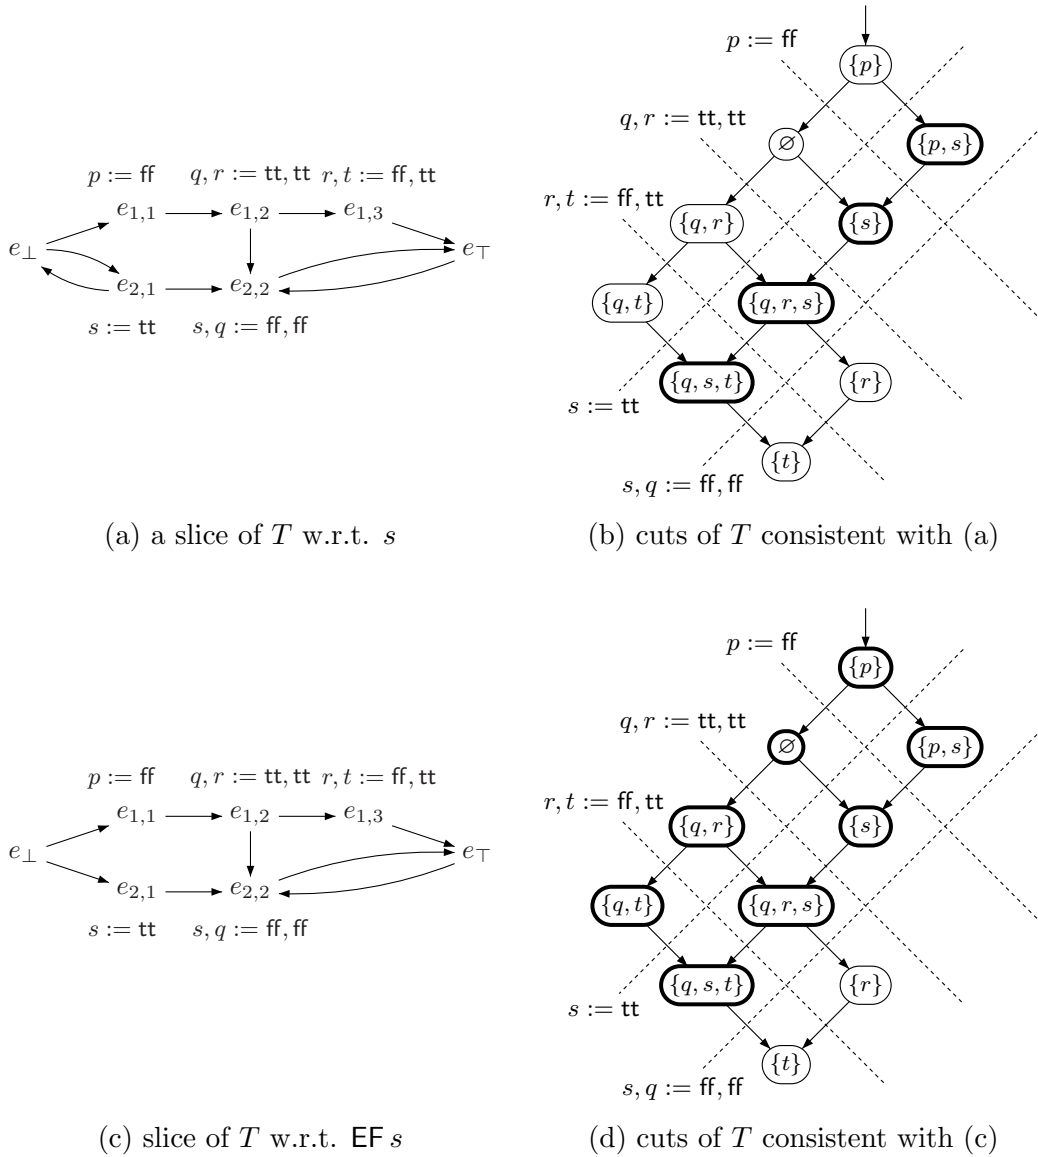 p := ff
{p}
q, r := tt, tt
∅
{p, s}
p := ff q, r := tt, tt r, t := ff, tt
r, t := ff, tt
e1,1 e1,2 e1,3
{q, r}
{s}
e⊥
e⊤
e2,1 e2,2
{q, t}
{q, r, s}
s := tt s, q := ff, ff
{q, s, t}
{r}
s := tt
{t}
s, q := ff, ff
(a) a slice of T w.r.t. s
(b) cuts of T consistent with (a)
p := ff
{p}
q, r := tt, tt
∅
{p, s}
p := ff q, r := tt, tt r, t := ff, tt
r, t := ff, tt
e1,1 e1,2 e1,3
{q, r}
{s}
e⊥
e⊤
e2,1 e2,2
{q, t}
{q, r, s}
s := tt s, q := ff, ff
{q, s, t}
{r}
s := tt
{t}
s, q := ff, ff
(c) slice of T w.r.t. EF s
(d) cuts of T consistent with (c)